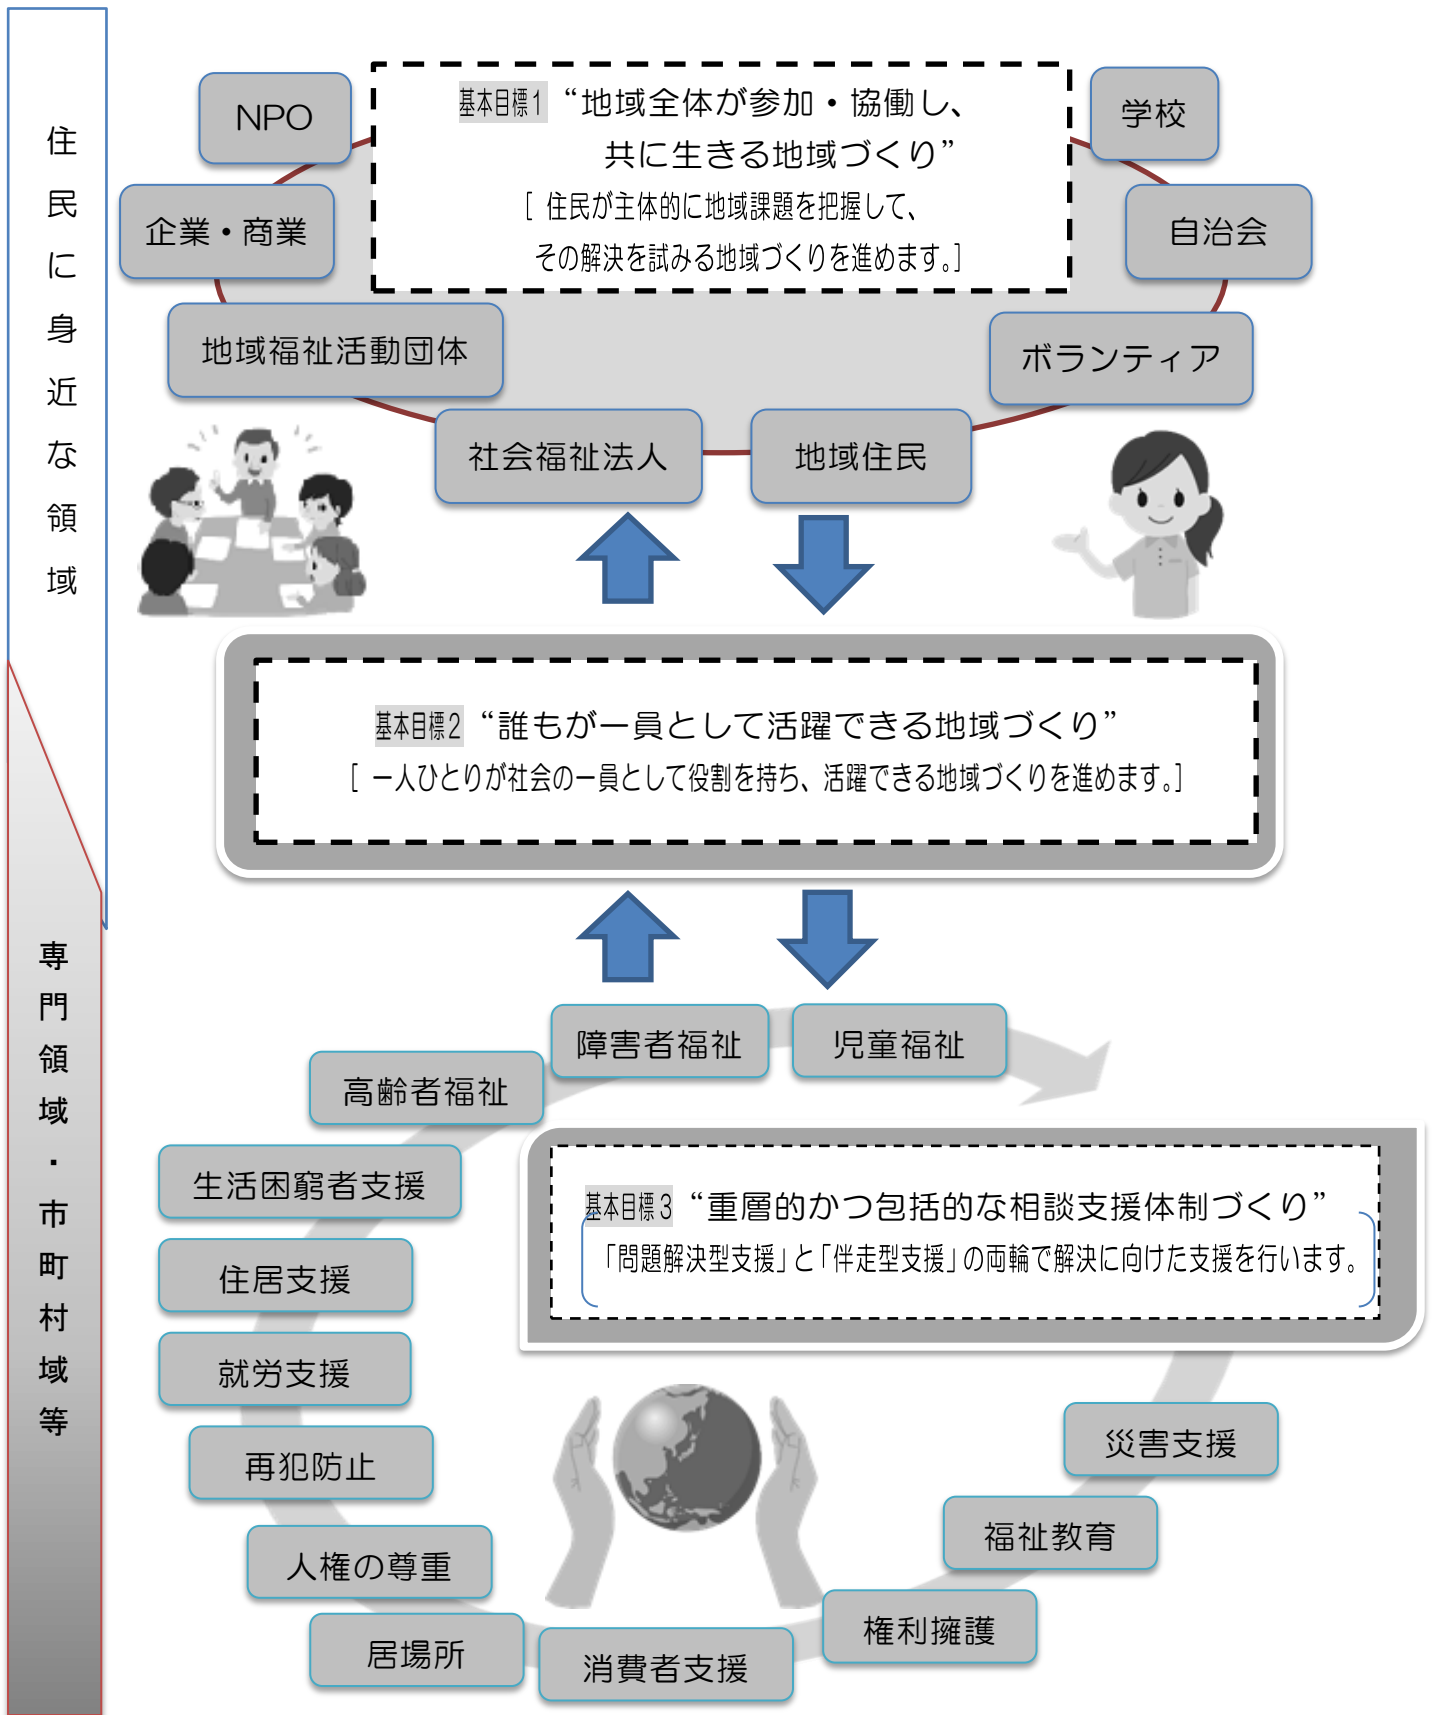 住民に身近な領域
NPO
基本目標1 “地域全体が参加・協働し、
共に生きる地域づくり”
[ 住民が主体的に地域課題を把握して、
その解決を試みる地域づくりを進めます。]
学校
企業・商業
自治会
地域福祉活動団体
ボランティア
社会福祉法人
地域住民
基本目標2 “誰もが一員として活躍できる地域づくり”
[ 一人ひとりが社会の一員として役割を持ち、活躍できる地域づくりを進めます。]
専門領域・市町村域等
障害者福祉
児童福祉
高齢者福祉
生活困窮者支援
基本目標3 “重層的かつ包括的な相談支援体制づくり”
「問題解決型支援」と「伴走型支援」の両輪で解決に向けた支援を行います。
住居支援
就労支援
再犯防止
災害支援
福祉教育
人権の尊重
権利擁護
居場所
消費者支援